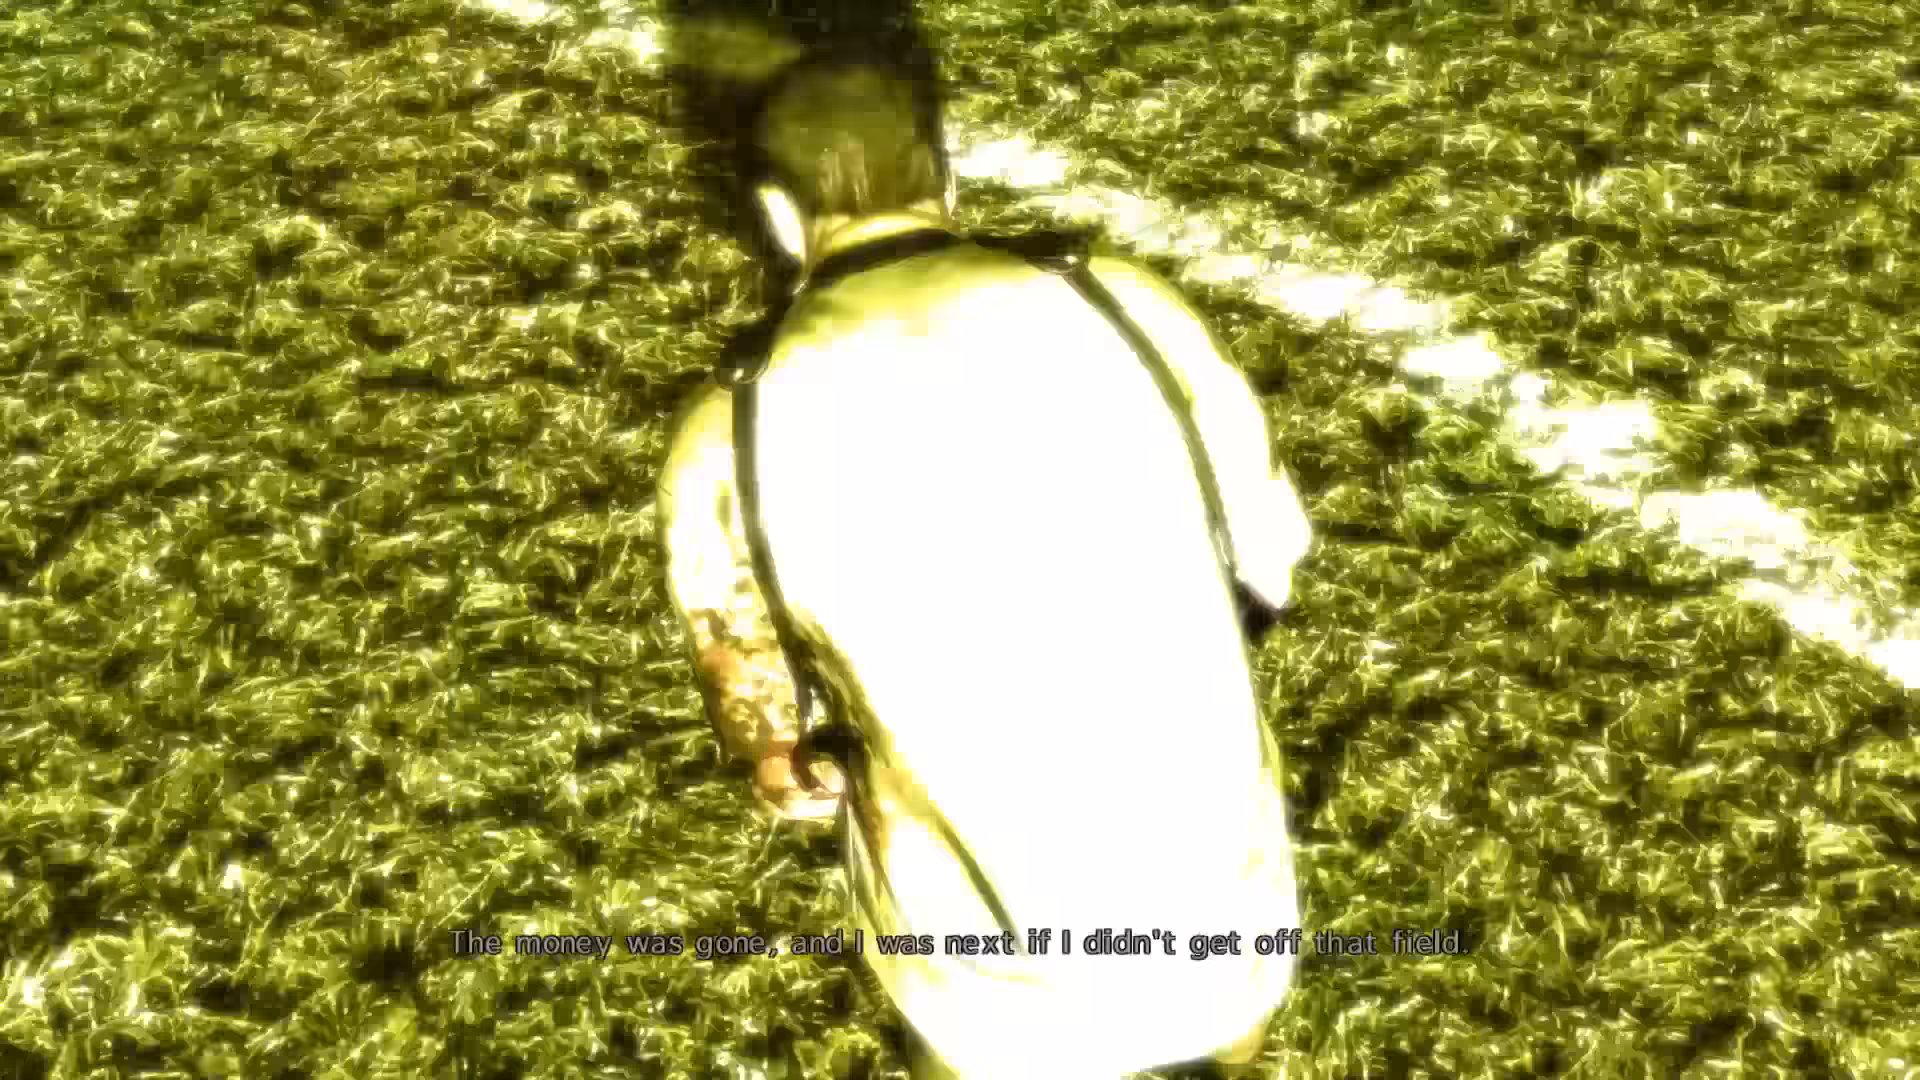 The money was gone, and I was next if I didn't get off that field.